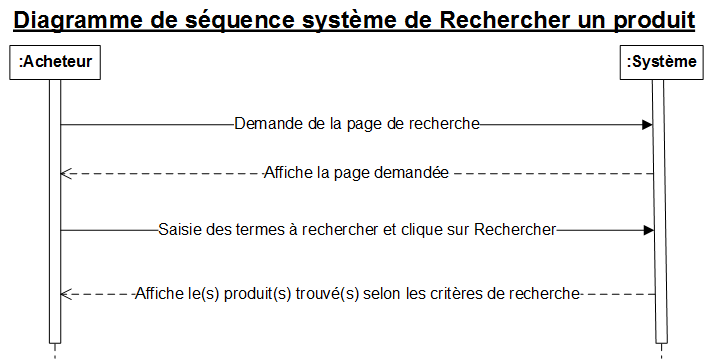 Diagramme de séquence système de Rechercher un produit
:Acheteur
:Système
Demande de la page de recherche
Affiche la page demandée
Saisie des termes à rechercher et clique sur Rechercher
Affiche le(s) produit(s) trouvé(s) selon les critères de recherche